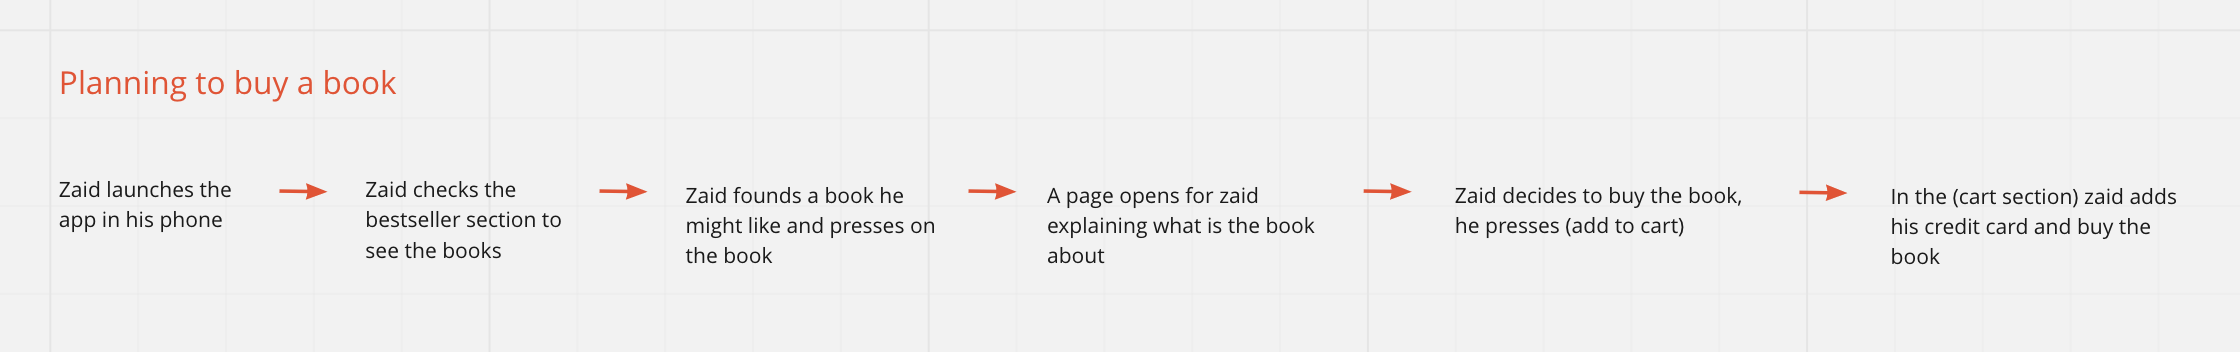 Planning to buy a book
Zaid launches the
app in his phone
Zaid checks the
bestseller section to
see the books
Zaid founds a book he
might like and presses on
the book
A page opens for zaid
explaining what is the book
about
Zaid decides to buy the book,
he presses (add to cart)
In the (cart section) zaid adds
his credit card and buy the
book